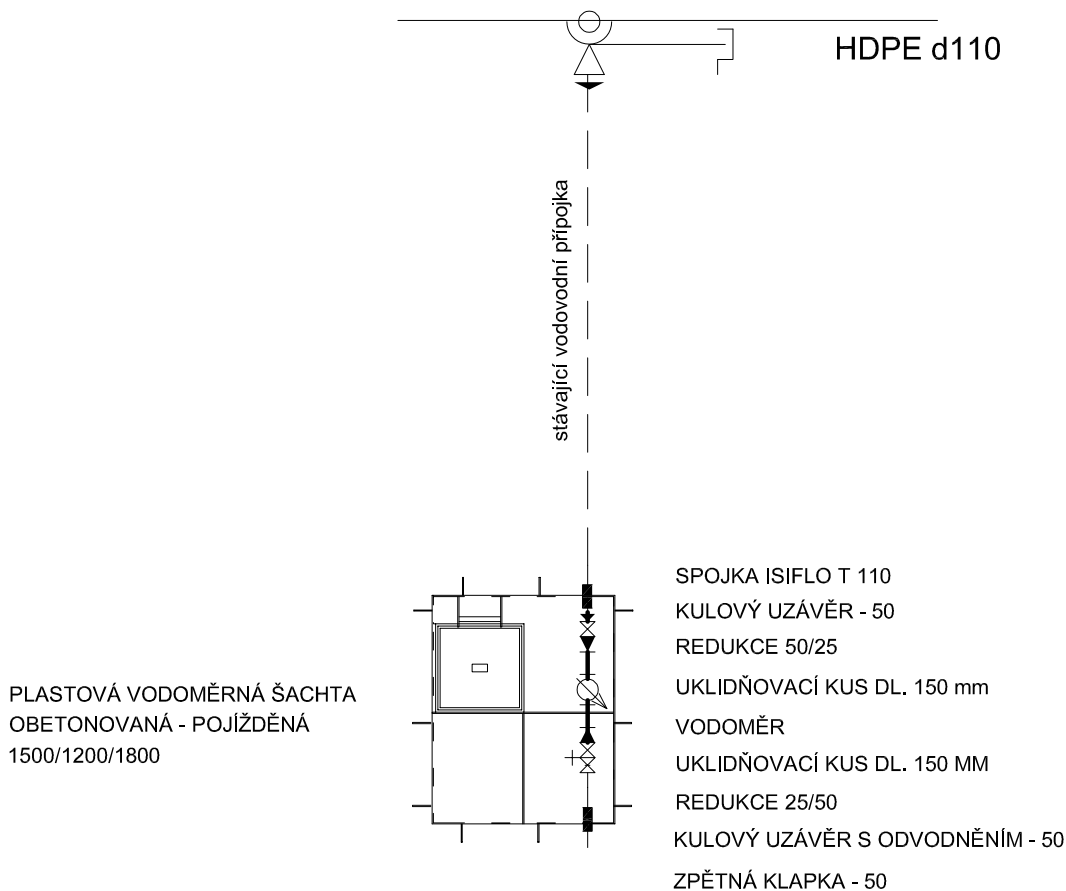 HDPE d110
stávající vodovodní přípojka
SPOJKA ISIFLO T 110
KULOVÝ UZÁVĚR - 50
REDUKCE 50/25
UKLIDŇOVACÍ KUS DL. 150 mm
VODOMĚR
UKLIDŇOVACÍ KUS DL. 150 MM
REDUKCE 25/50
KULOVÝ UZÁVĚR S ODVODNĚNÍM - 50
ZPĚTNÁ KLAPKA - 50
PLASTOVÁ VODOMĚRNÁ ŠACHTA
OBETONOVANÁ - POJÍŽDĚNÁ
1500/1200/1800